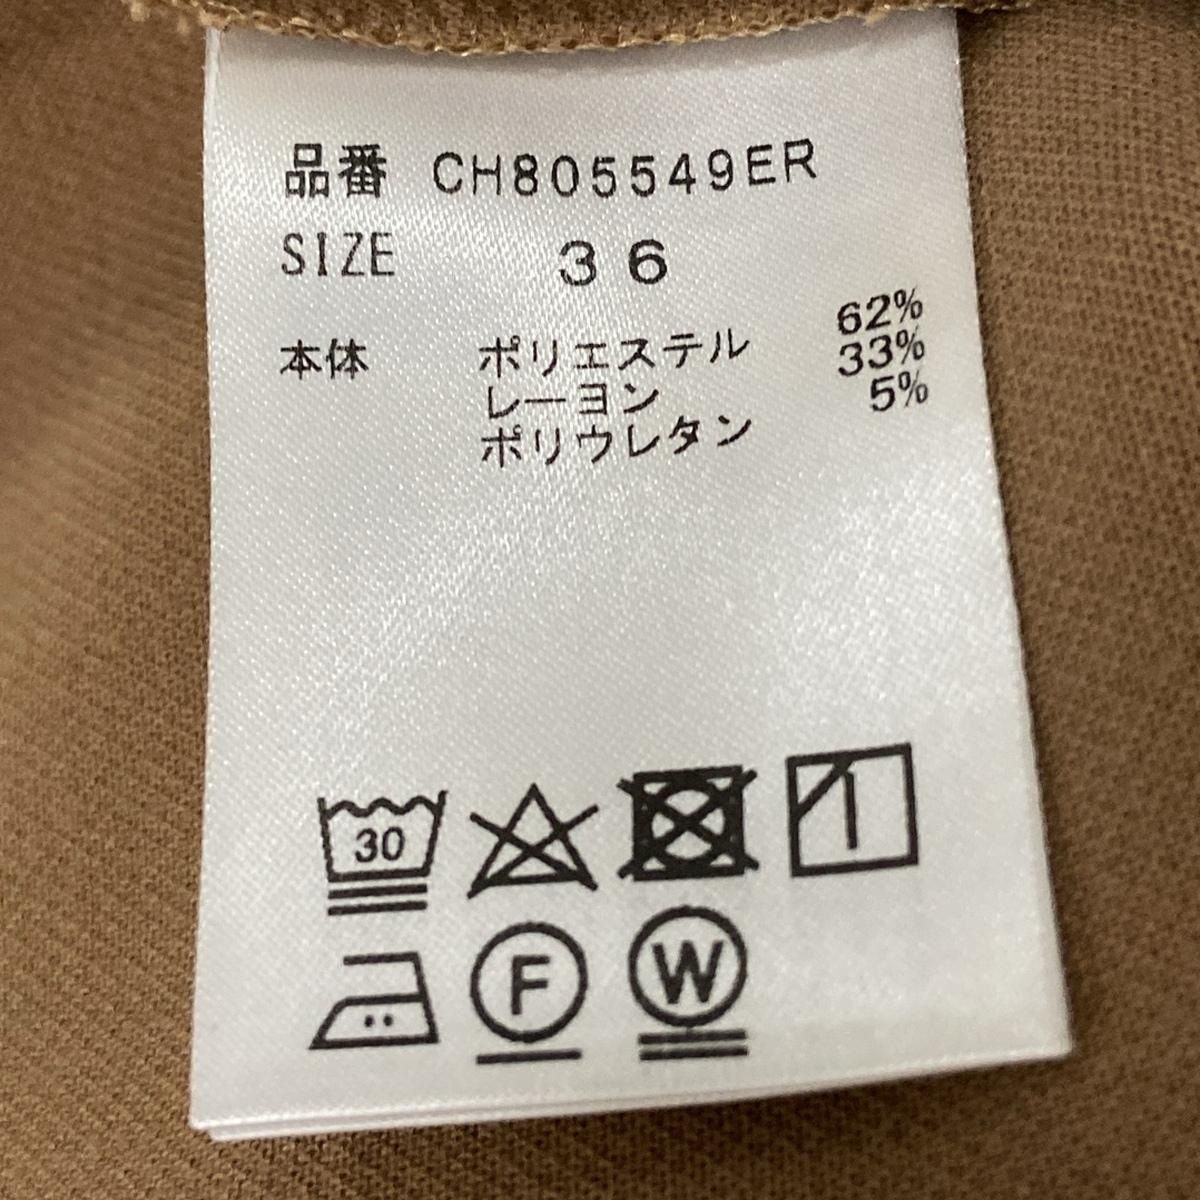 品番 CH805549ER
SIZE 36
本体 ポリエステル 62%
レーヨン 33%
ポリウレタン 5%
30
F W